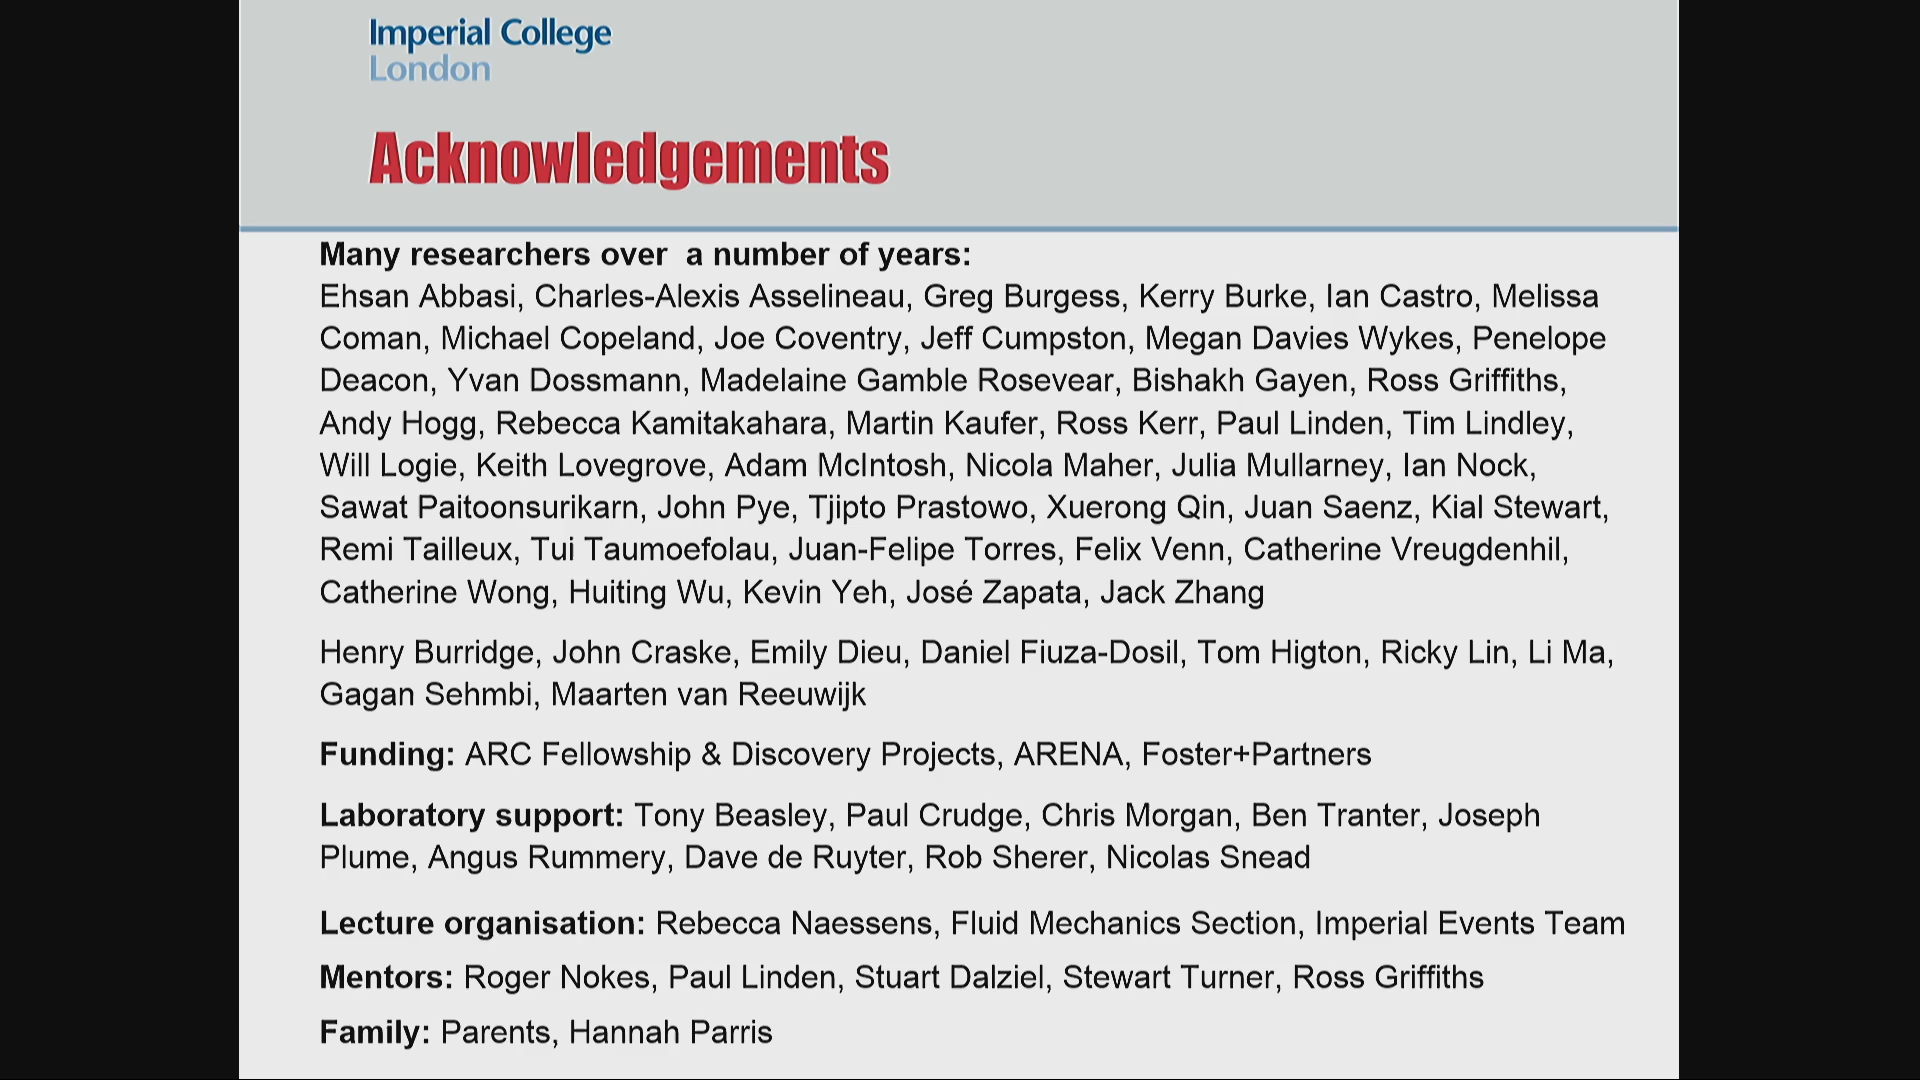 Imperial College
London
Acknowledgements
Many researchers over  a number of years:
Ehsan Abbasi, Charles-Alexis Asselineau, Greg Burgess, Kerry Burke, Ian Castro, Melissa
Coman, Michael Copeland, Joe Coventry, Jeff Cumpston, Megan Davies Wykes, Penelope
Deacon, Yvan Dossmann, Madelaine Gamble Rosevear, Bishakh Gayen, Ross Griffiths,
Andy Hogg, Rebecca Kamitakahara, Martin Kaufer, Ross Kerr, Paul Linden, Tim Lindley,
Will Logie, Keith Lovegrove, Adam McIntosh, Nicola Maher, Julia Mullarney, Ian Nock,
Sawat Paitoonsurikarn, John Pye, Tjipto Prastowo, Xuerong Qin, Juan Saenz, Kial Stewart,
Remi Tailleux, Tui Taumoefolau, Juan-Felipe Torres, Felix Venn, Catherine Vreugdenhil,
Catherine Wong, Huiting Wu, Kevin Yeh, José Zapata, Jack Zhang
Henry Burridge, John Craske, Emily Dieu, Daniel Fiuza-Dosil, Tom Higton, Ricky Lin, Li Ma,
Gagan Sehmbi, Maarten van Reeuwijk
Funding: ARC Fellowship & Discovery Projects, ARENA, Foster+Partners
Laboratory support: Tony Beasley, Paul Crudge, Chris Morgan, Ben Tranter, Joseph
Plume, Angus Rummery, Dave de Ruyter, Rob Sherer, Nicolas Snead
Lecture organisation: Rebecca Naessens, Fluid Mechanics Section, Imperial Events Team
Mentors: Roger Nokes, Paul Linden, Stuart Dalziel, Stewart Turner, Ross Griffiths
Family: Parents, Hannah Parris